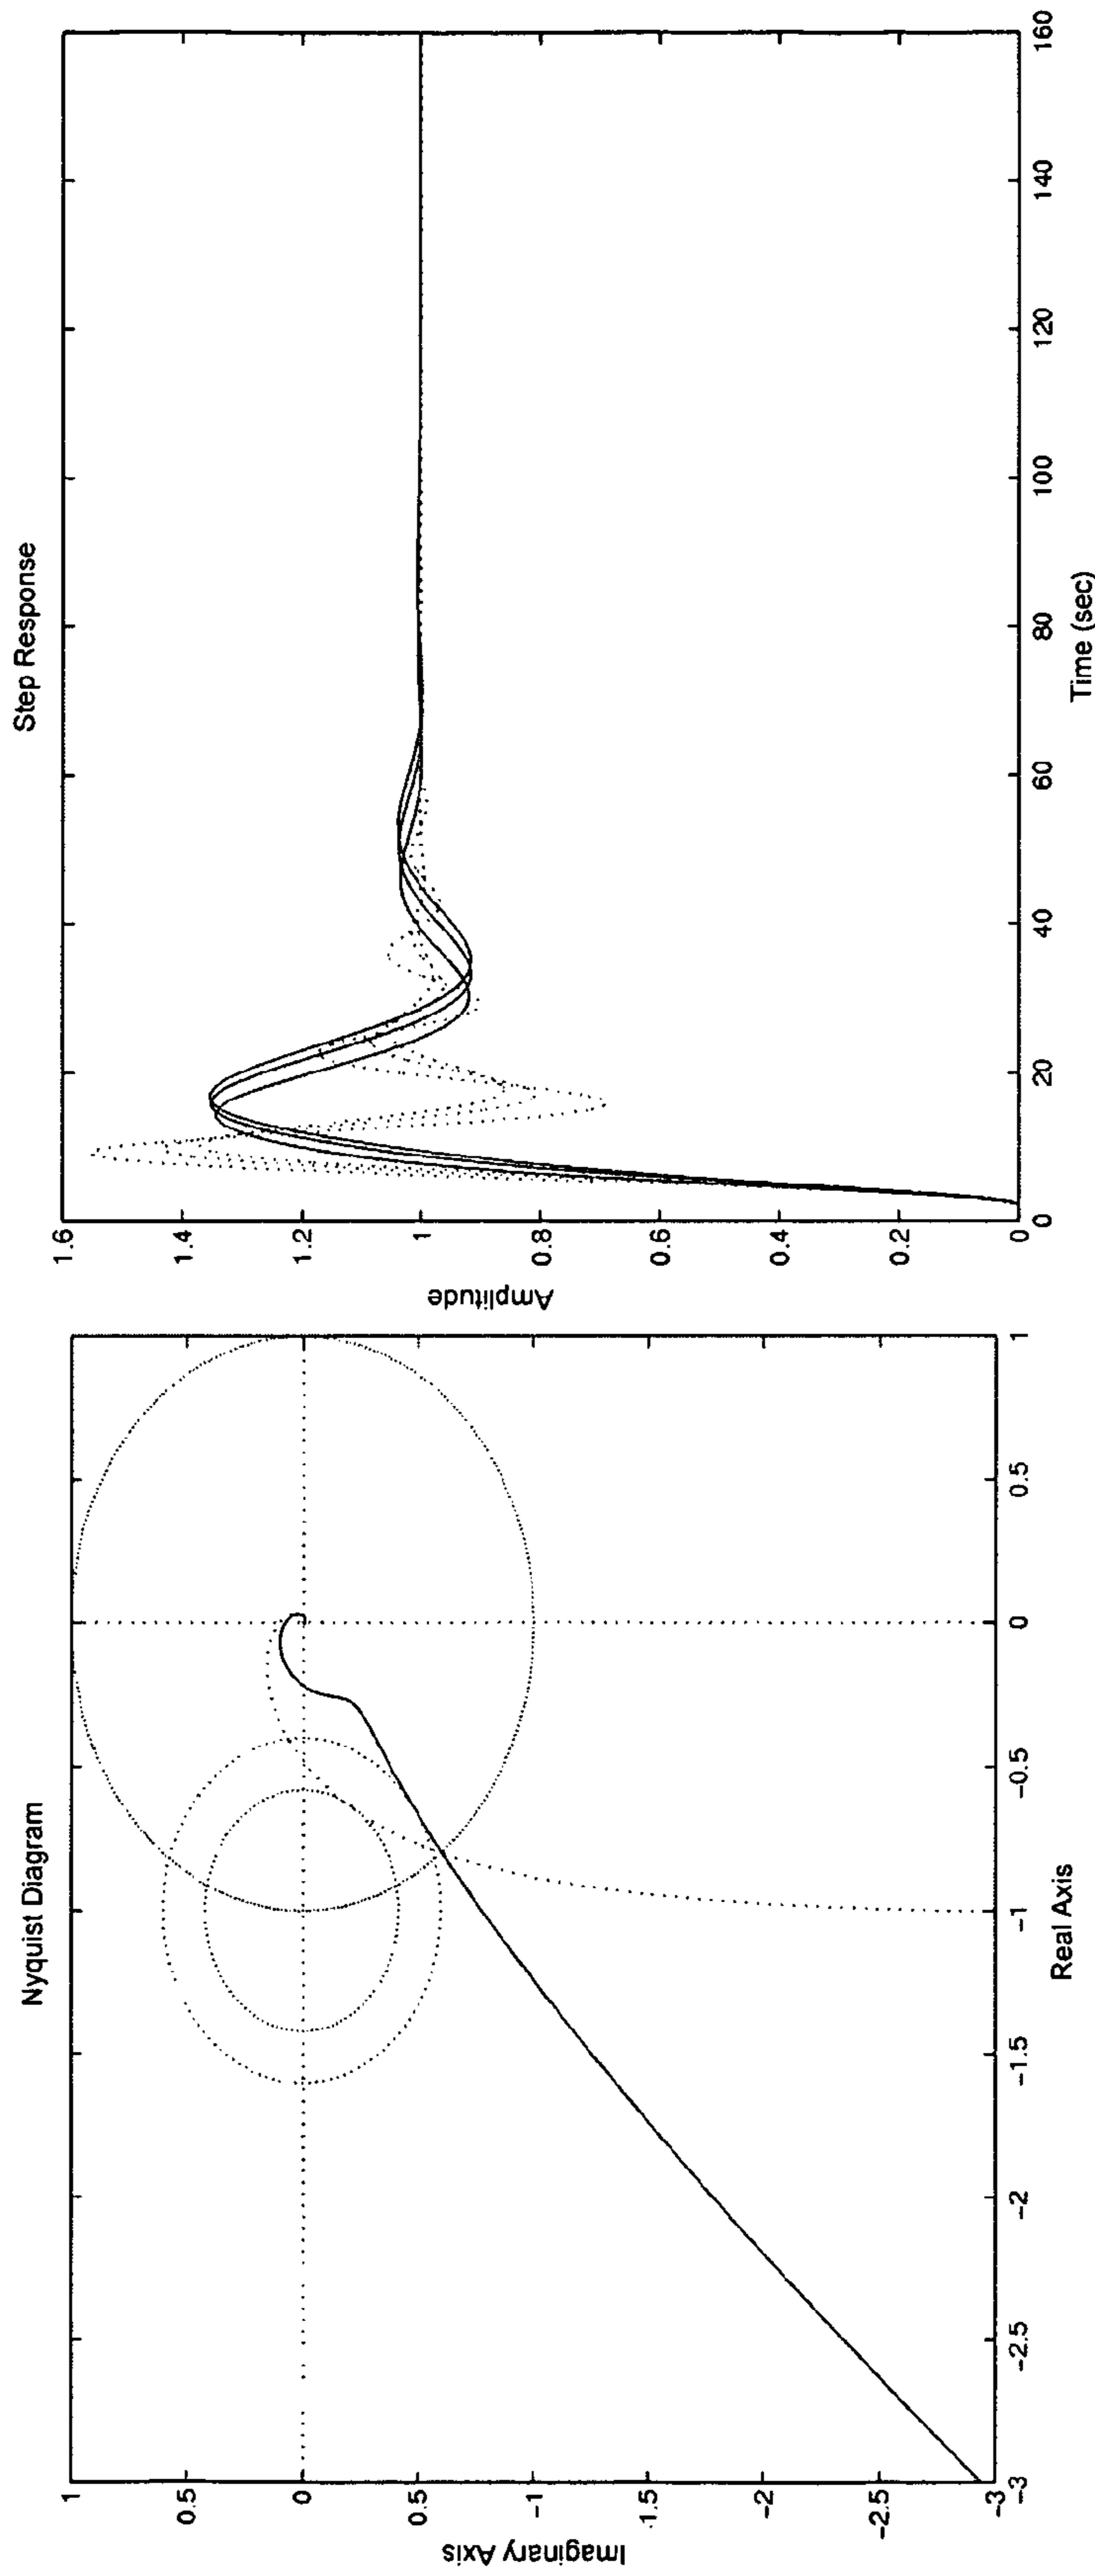 Nyquist Diagram
1
0.5
0
0.5
-1
1.5
-2
-2.5
-3
Imaginary Axis
-3 -2.5 -2 -1.5 -1 -0.5 0 0.5 1
Real Axis
Step Response
1.6
1.4
1.2
1
0.8
0.6
0.4
0.2
0
Amplitude
0 20 40 60 80 100 120 140 160
Time (sec)